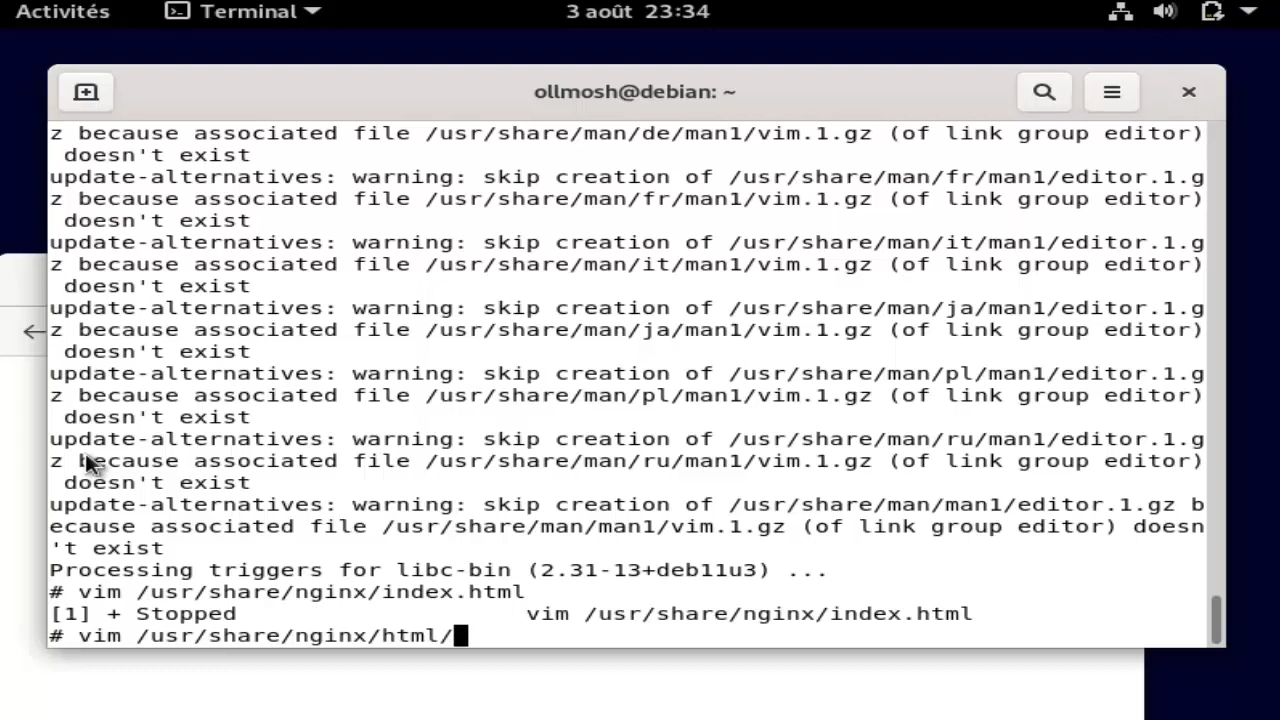 Activités Terminal 3 août 23:34
ollmosh@debian: ~
z because associated file /usr/share/man/de/man1/vim.1.gz (of link group editor)
 doesn't exist
update-alternatives: warning: skip creation of /usr/share/man/fr/man1/editor.1.g
z because associated file /usr/share/man/fr/man1/vim.1.gz (of link group editor)
 doesn't exist
update-alternatives: warning: skip creation of /usr/share/man/it/man1/editor.1.g
z because associated file /usr/share/man/it/man1/vim.1.gz (of link group editor)
 doesn't exist
update-alternatives: warning: skip creation of /usr/share/man/ja/man1/editor.1.g
z because associated file /usr/share/man/ja/man1/vim.1.gz (of link group editor)
 doesn't exist
update-alternatives: warning: skip creation of /usr/share/man/pl/man1/editor.1.g
z because associated file /usr/share/man/pl/man1/vim.1.gz (of link group editor)
 doesn't exist
update-alternatives: warning: skip creation of /usr/share/man/ru/man1/editor.1.g
z because associated file /usr/share/man/ru/man1/vim.1.gz (of link group editor)
 doesn't exist
update-alternatives: warning: skip creation of /usr/share/man/man1/editor.1.gz b
ecause associated file /usr/share/man/man1/vim.1.gz (of link group editor) doesn
't exist
Processing triggers for libc-bin (2.31-13+deb11u3) ...
# vim /usr/share/nginx/index.html
[1] + Stopped                    vim /usr/share/nginx/index.html
# vim /usr/share/nginx/html/